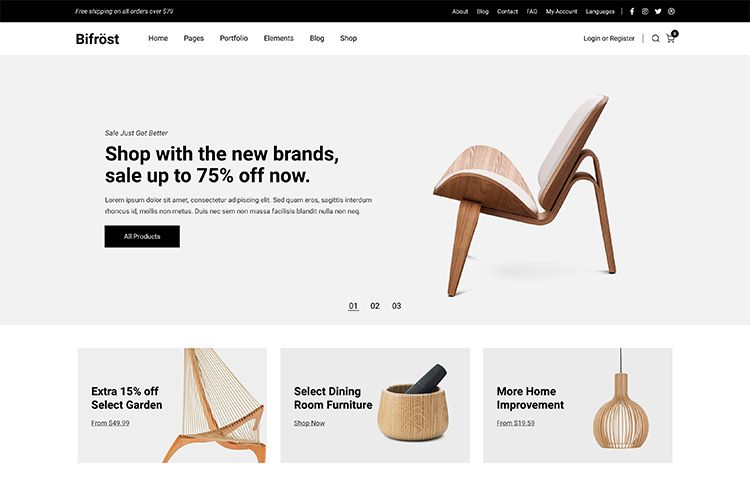 Free shipping on all orders over $79
About Blog Contact FAQ My Account Languages
Bifröst
Home Pages Portfolio Elements Blog Shop
Login or Register
0
Sale Just Got Better
Shop with the new brands,
sale up to 75% off now.
Lorem ipsum dolor sit amet, consectetur adipiscing elit. Sed quam eros, sagittis interdum
rhoncus id, mollis non metus. Duis nec sem non massa facilisis blandit nulla non neq.
All Products
01 02 03
Extra 15% off
Select Garden
From $49.99
Select Dining
Room Furniture
Shop Now
More Home
Improvement
From $19.59